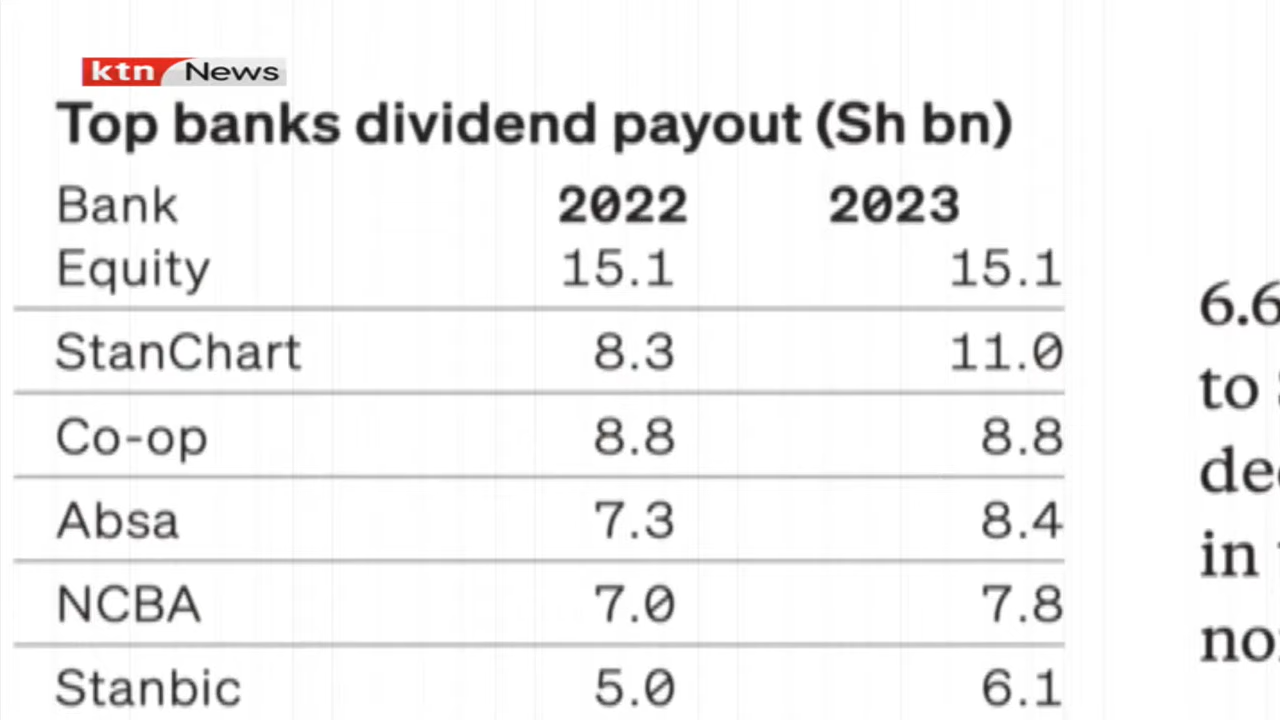 ktn News
Top banks dividend payout (Sh bn)
Bank 2022 2023
Equity 15.1 15.1
StanChart 8.3 11.0
Co-op 8.8 8.8
Absa 7.3 8.4
NCBA 7.0 7.8
Stanbic 5.0 6.1
6.6
to
in